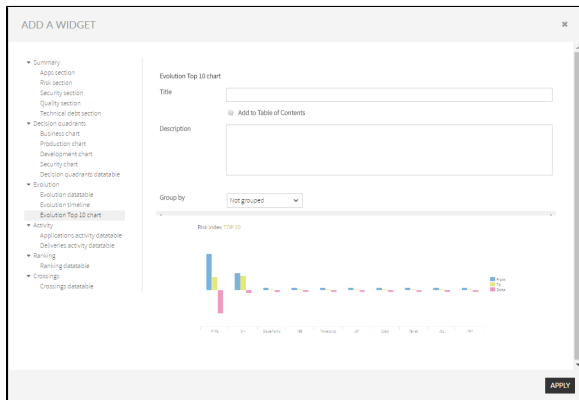 ADD A WIDGET
Summary
Apps section
Risk section
Security section
Quality section
Technical debt section
Decision quadrants
Business chart
Production chart
Development chart
Security chart
Decision quadrants datatable
Evolution
Evolution datatable
Evolution timeline
Evolution Top 10 chart
Activity
Applications activity datatable
Deliveries activity datatable
Ranking
Ranking datatable
Crossings
Crossings datatable
Evolution Top 10 chart
Title
Add to Table of Contents
Description
Group by
Not grouped
Risk Index TOP 10
From
To
APPLY